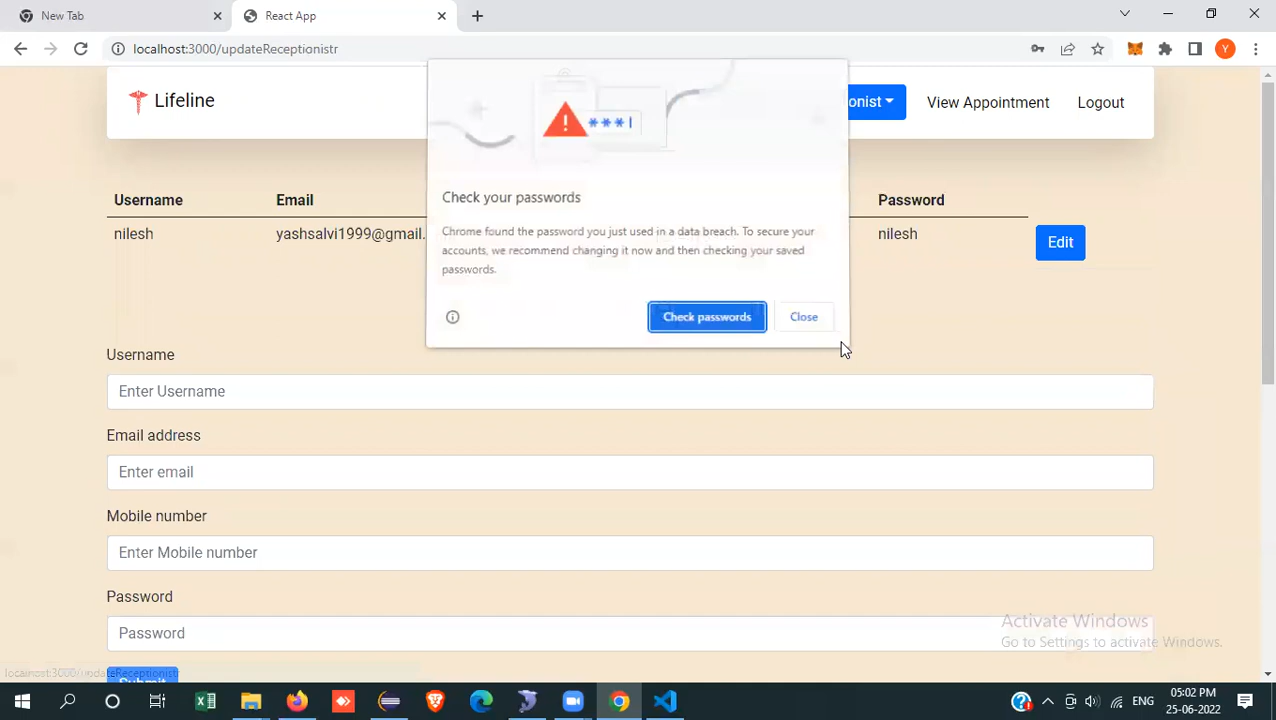 New Tab
React App
localhost:3000/updateReceptionistr
Y
Lifeline
onist
View Appointment
Logout
***|
Check your passwords
Chrome found the password you just used in a data breach. To secure your
accounts, we recommend changing it now and then checking your saved
passwords.
Check passwords
Close
Username Email Password
nilesh yashsalvi1999@gmail. nilesh Edit
Username
Enter Username
Email address
Enter email
Mobile number
Enter Mobile number
Password
Password
Activate Windows
Go to Settings to activate Windows.
localhost:3000/updateReceptionistr
Submit
ENG
05:02 PM
25-06-2022